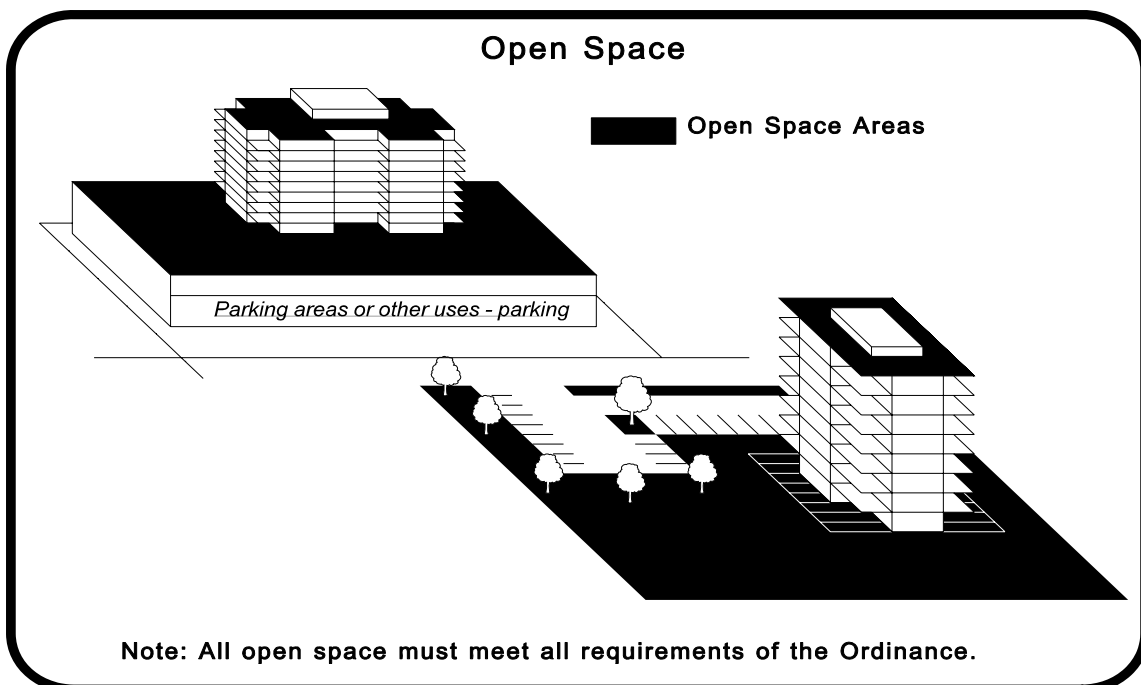 Open Space
Open Space Areas
Parking areas or other uses - parking
Note: All open space must meet all requirements of the Ordinance.